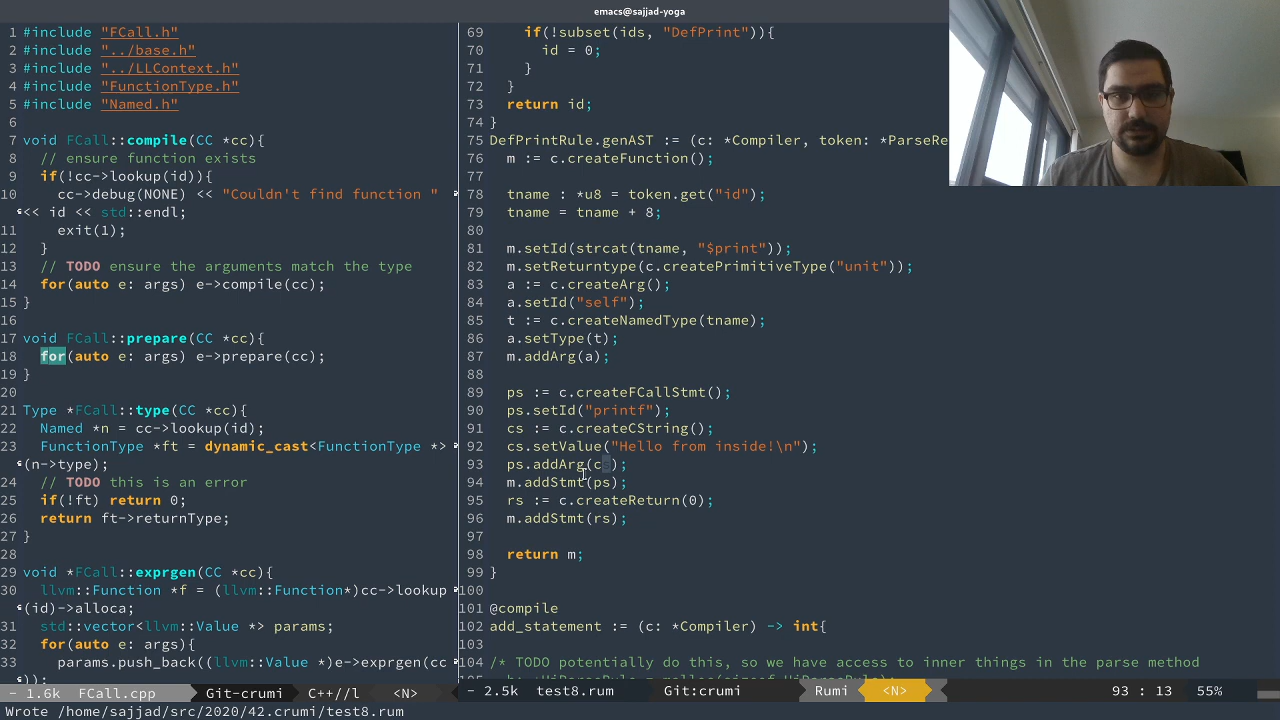 emacs@sajjad-yoga
1 #include "FCall.h"
2 #include "../base.h"
3 #include "../LLContext.h"
4 #include "FunctionType.h"
5 #include "Named.h"
6
7 void FCall::compile(CC *cc){
8   // ensure function exists
9   if(!cc->lookup(id)){
10     cc->debug(NONE) << "Couldn't find function "
<< id << std::endl;
11     exit(1);
12   }
13   // TODO ensure the arguments match the type
14   for(auto e: args) e->compile(cc);
15 }
16
17 void FCall::prepare(CC *cc){
18   for(auto e: args) e->prepare(cc);
19 }
20
21 Type *FCall::type(CC *cc){
22   Named *n = cc->lookup(id);
23   FunctionType *ft = dynamic_cast<FunctionType *>
(n->type);
24   // TODO this is an error
25   if(!ft) return 0;
26   return ft->returnType;
27 }
28
29 void *FCall::exprgen(CC *cc){
30   llvm::Function *f = (llvm::Function*)cc->lookup
(id)->alloca;
31   std::vector<llvm::Value *> params;
32   for(auto e: args){
33     params.push_back((llvm::Value *)e->exprgen(cc
));
- 1.6k FCall.cpp Git-crumi C++//l <N>
69     if(!subset(ids, "DefPrint")){
70       id = 0;
71     }
72   }
73   return id;
74 }
75 DefPrintRule.genAST := (c: *Compiler, token: *ParseRe
76   m := c.createFunction();
77
78   tname : *u8 = token.get("id");
79   tname = tname + 8;
80
81   m.setId(strcat(tname, "$print"));
82   m.setReturntype(c.createPrimitiveType("unit"));
83   a := c.createArg();
84   a.setId("self");
85   t := c.createNamedType(tname);
86   a.setType(t);
87   m.addArg(a);
88
89   ps := c.createFCallStmt();
90   ps.setId("printf");
91   cs := c.createCString();
92   cs.setValue("Hello from inside!\n");
93   ps.addArg(cs);
94   m.addStmt(ps);
95   rs := c.createReturn(0);
96   m.addStmt(rs);
97
98   return m;
99 }
100
101 @compile
102 add_statement := (c: *Compiler) -> int{
103
104 /* TODO potentially do this, so we have access to inner things in the parse method
- 2.5k test8.rum Git:crumi Rumi <N> 93 : 13 55%
Wrote /home/sajjad/src/2020/42.crumi/test8.rum